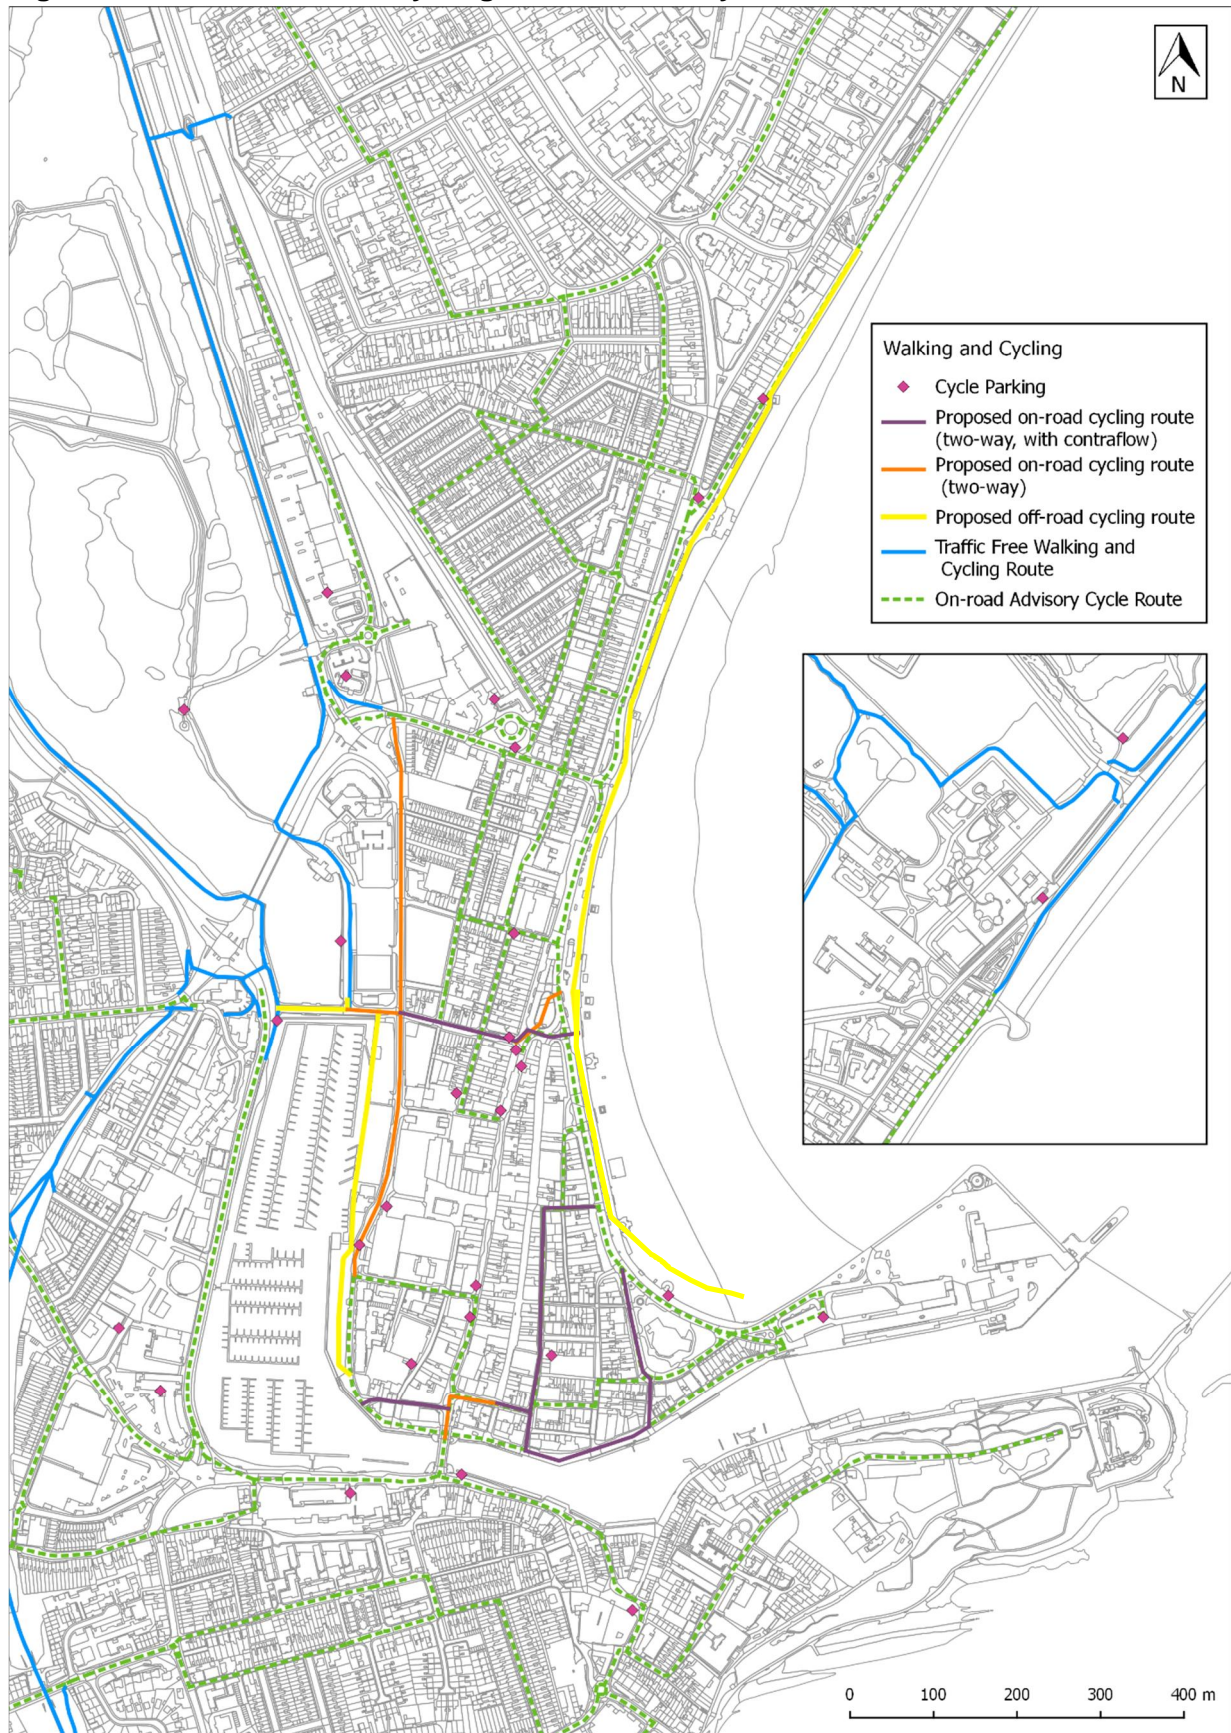 N
Walking and Cycling
Cycle Parking
Proposed on-road cycling route
(two-way, with contraflow)
Proposed on-road cycling route
(two-way)
Proposed off-road cycling route
Traffic Free Walking and
Cycling Route
On-road Advisory Cycle Route
0 100 200 300 400 m